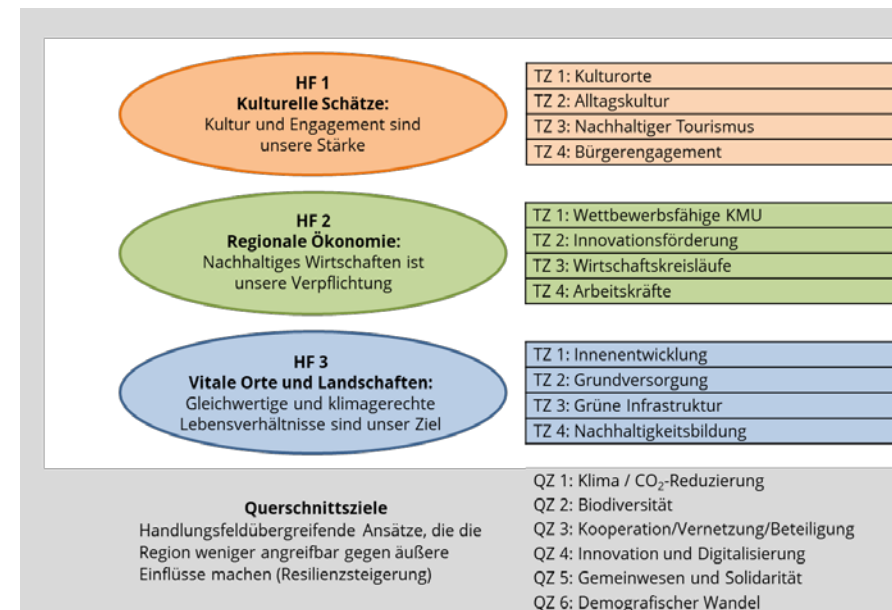 HF 1
Kulturelle Schätze:
Kultur und Engagement sind
unsere Stärke
TZ 1: Kulturorte
TZ 2: Alltagskultur
TZ 3: Nachhaltiger Tourismus
TZ 4: Bürgerengagement
HF 2
Regionale Ökonomie:
Nachhaltiges Wirtschaften ist
unsere Verpflichtung
TZ 1: Wettbewerbsfähige KMU
TZ 2: Innovationsförderung
TZ 3: Wirtschaftskreisläufe
TZ 4: Arbeitskräfte
HF 3
Vitale Orte und Landschaften:
Gleichwertige und klimagerechte
Lebensverhältnisse sind unser Ziel
TZ 1: Innenentwicklung
TZ 2: Grundversorgung
TZ 3: Grüne Infrastruktur
TZ 4: Nachhaltigkeitsbildung
Querschnittsziele
Handlungsfeldübergreifende Ansätze, die die
Region weniger angreifbar gegen äußere
Einflüsse machen (Resilienzsteigerung)
QZ 1: Klima / CO₂-Reduzierung
QZ 2: Biodiversität
QZ 3: Kooperation/Vernetzung/Beteiligung
QZ 4: Innovation und Digitalisierung
QZ 5: Gemeinwesen und Solidarität
QZ 6: Demografischer Wandel